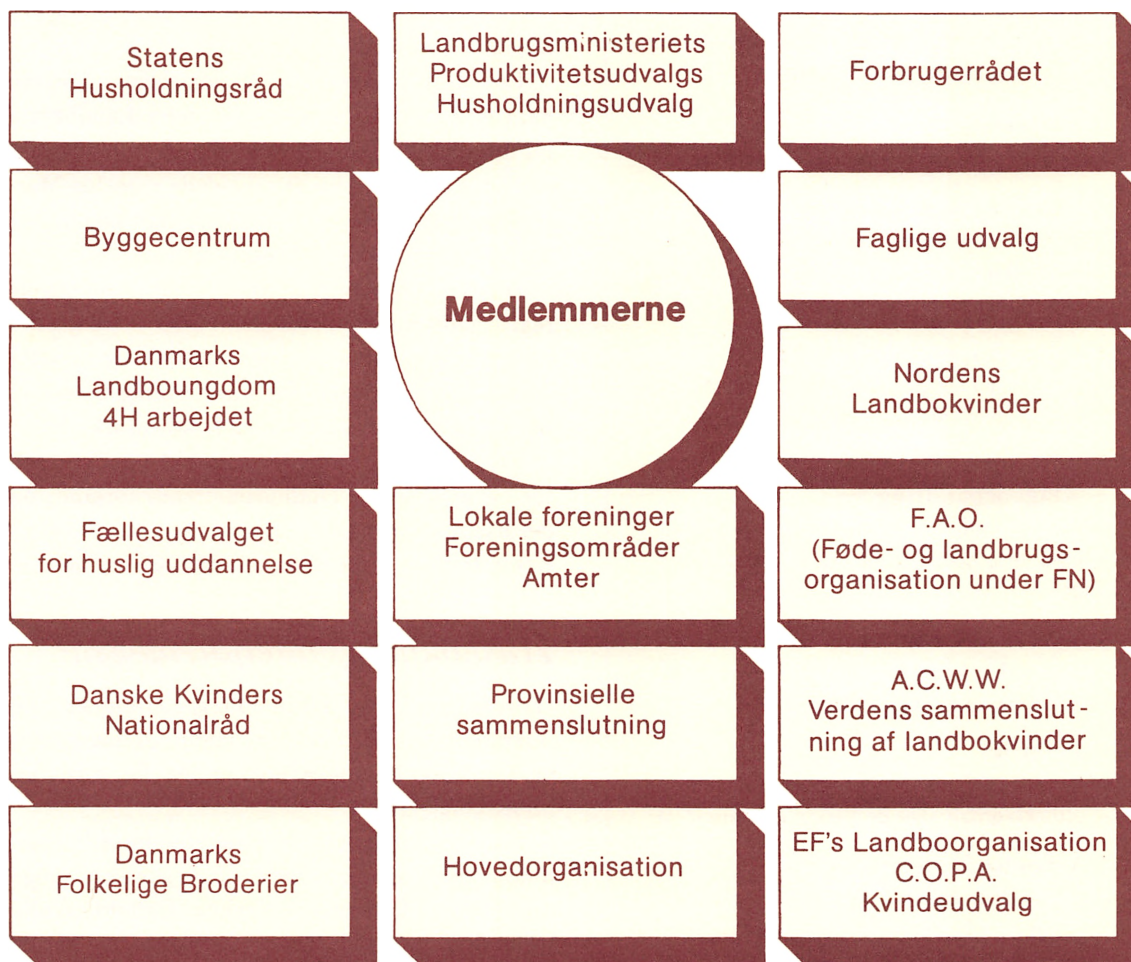 Statens
Husholdningsråd
Landbrugsministeriets
Produktivitetsudvalgs
Husholdningsudvalg
Forbrugerrådet
Byggecentrum
Faglige udvalg
Medlemmerne
Danmarks
Landboungdom
4H arbejdet
Nordens
Landbokvinder
Fællesudvalget
for huslig uddannelse
Lokale foreninger
Foreningsområder
Amter
F.A.O.
(Føde- og landbrugs-
organisation under FN)
Danske Kvinders
Nationalråd
Provinsielle
sammenslutning
A.C.W.W.
Verdens sammenslut-
ning af landbokvinder
Danmarks
Folkelige Broderier
Hovedorganisation
EF's Landboorganisation
C.O.P.A.
Kvindeudvalg